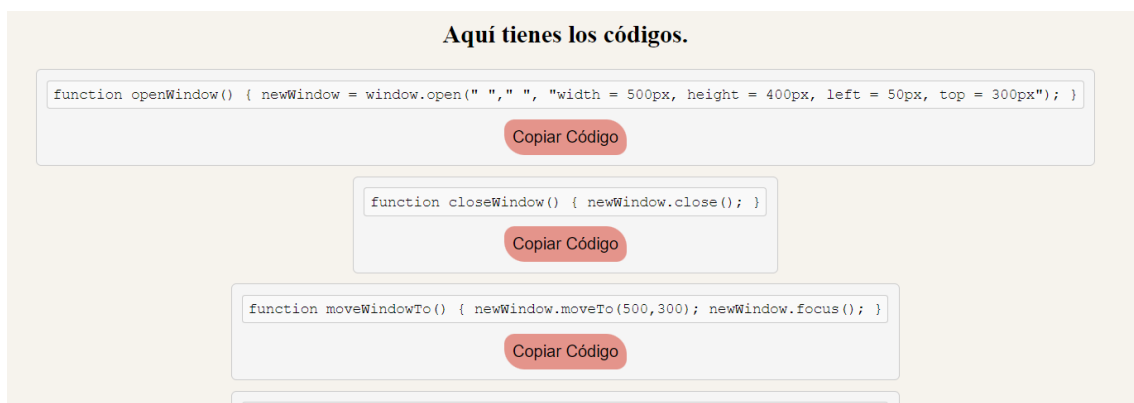 Aquí tienes los códigos.
function openWindow() { newWindow = window.open(" "," ", "width = 500px, height = 400px, left = 50px, top = 300px"); }
Copiar Código
function closeWindow() { newWindow.close(); }
Copiar Código
function moveWindowTo() { newWindow.moveTo(500,300); newWindow.focus(); }
Copiar Código